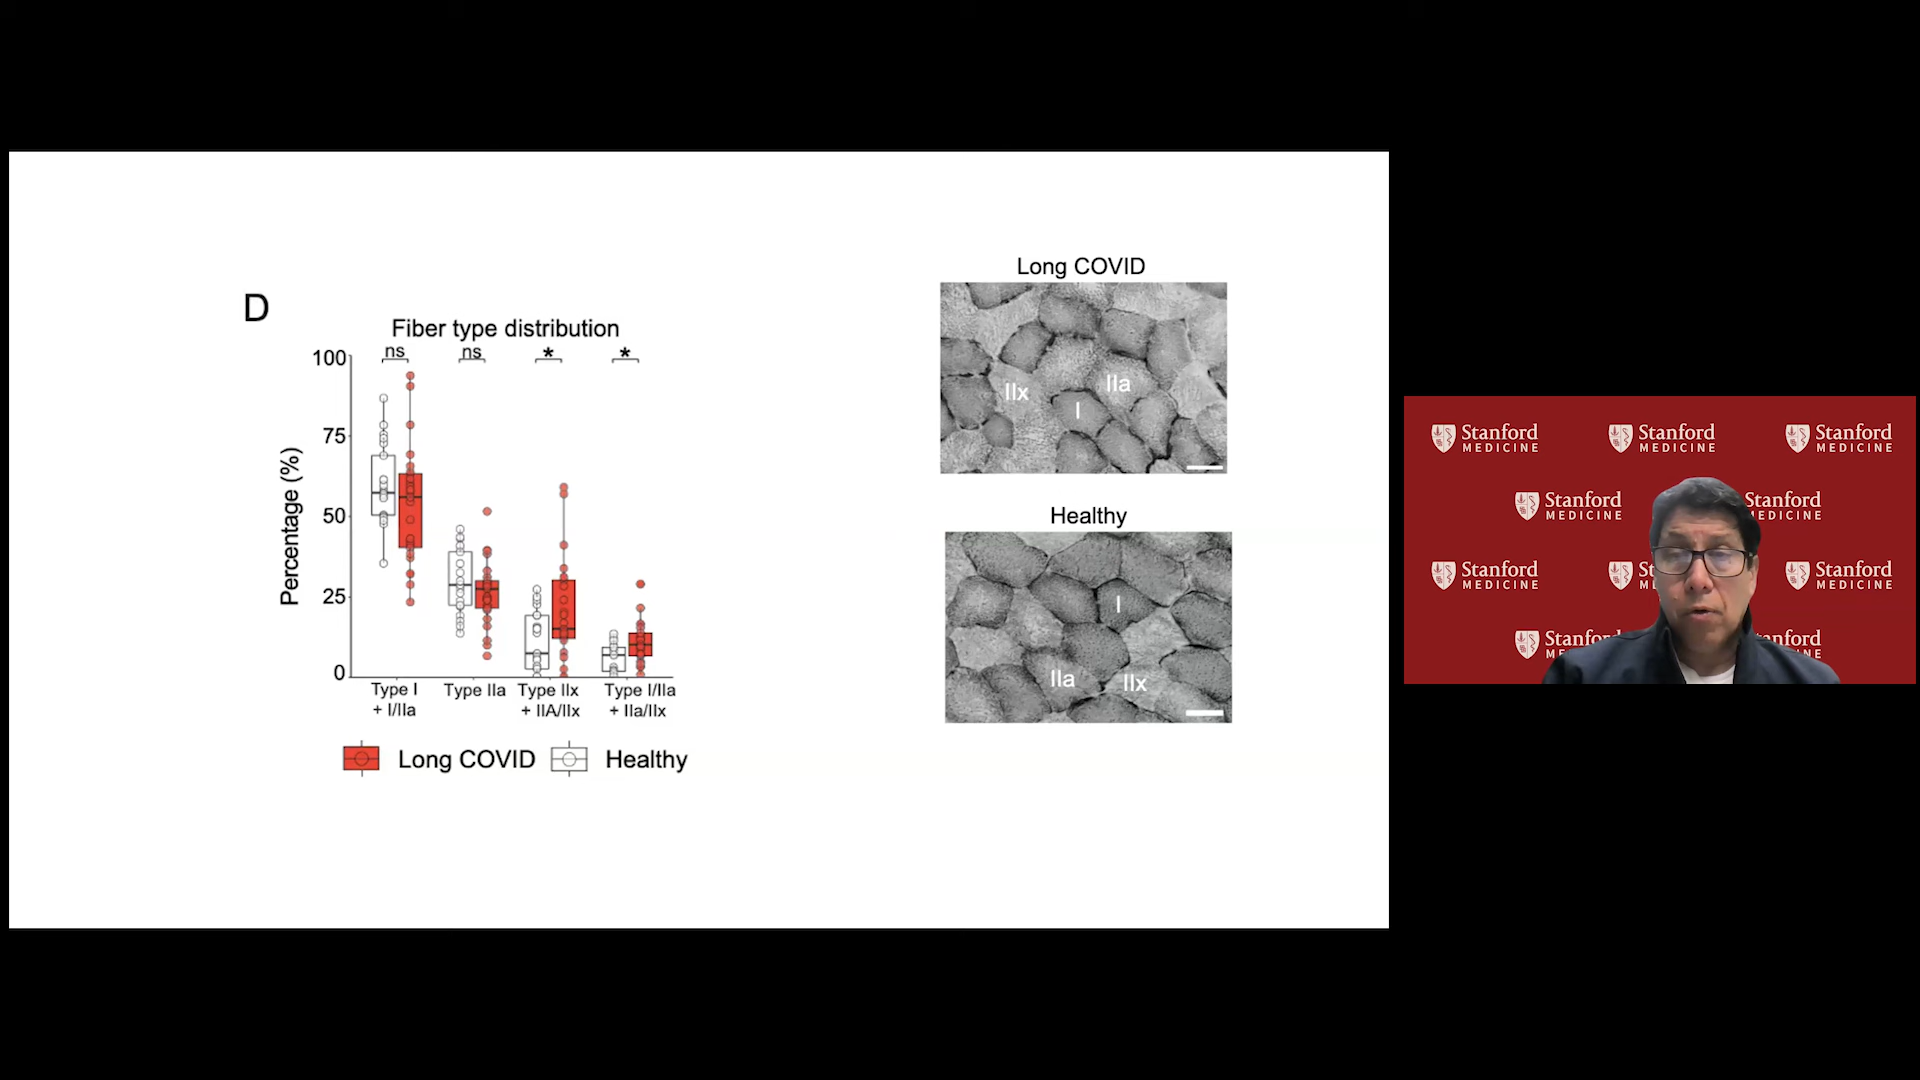 D
Fiber type distribution
ns ns * *
100
75
50
25
0
Percentage (%)
Type I
+ I/IIa
Type IIa
Type IIx
+ IIA/IIx
Type I/IIa
+ IIa/IIx
Long COVID
Healthy
Long COVID
IIx
IIa
I
Healthy
I
IIa
IIx
Stanford
MEDICINE
Stanford
MEDICINE
Stanford
MEDICINE
Stanford
MEDICINE
Stanford
MEDICINE
Stanford
MEDICINE
Stanford
MEDICINE
Stanford